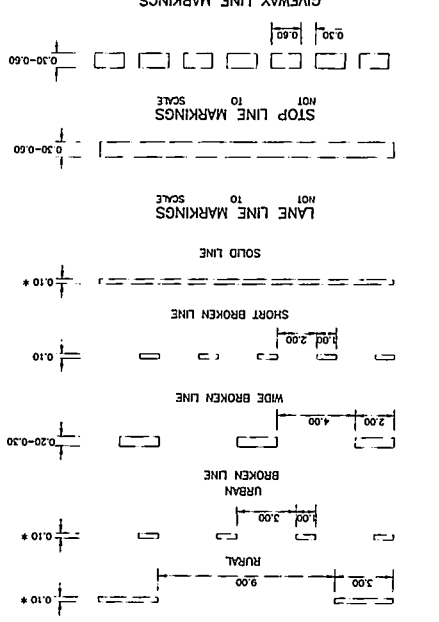 3.00 9.00 0.10 *
RURAL
1.00 3.00 0.10 *
URBAN
BROKEN LINE
2.00 4.00 0.20-0.30
WIDE BROKEN LINE
1.00 2.00 0.10
SHORT BROKEN LINE
0.10 *
SOLID LINE
LANE LINE MARKINGS
NOT TO SCALE
0.30-0.60
STOP LINE MARKINGS
NOT TO SCALE
0.30-0.60
0.30 0.60
GIVEWAY LINE MARKINGS